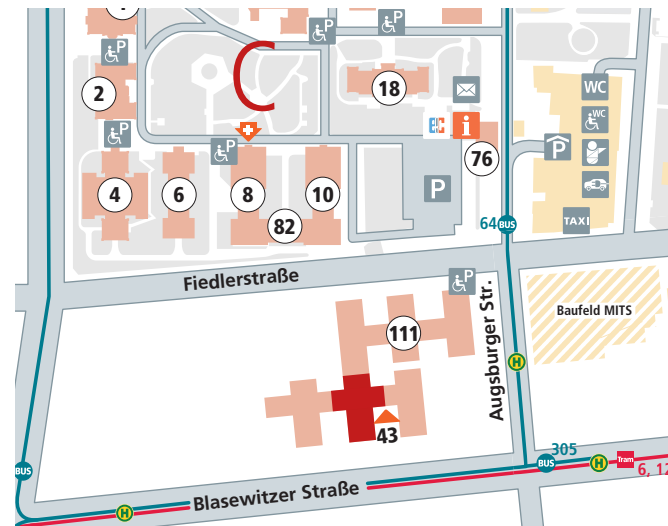 P
P
P
2
C
18
WC
WC
P
P
i
76
P
4
6
8
10
P
82
64 BUS
TAXI
Fiedlerstraße
P
Augsburger Str.
Baufeld MITS
111
H
43
305
BUS
BUS
H
Tram
6, 12
Blasewitzer Straße
H